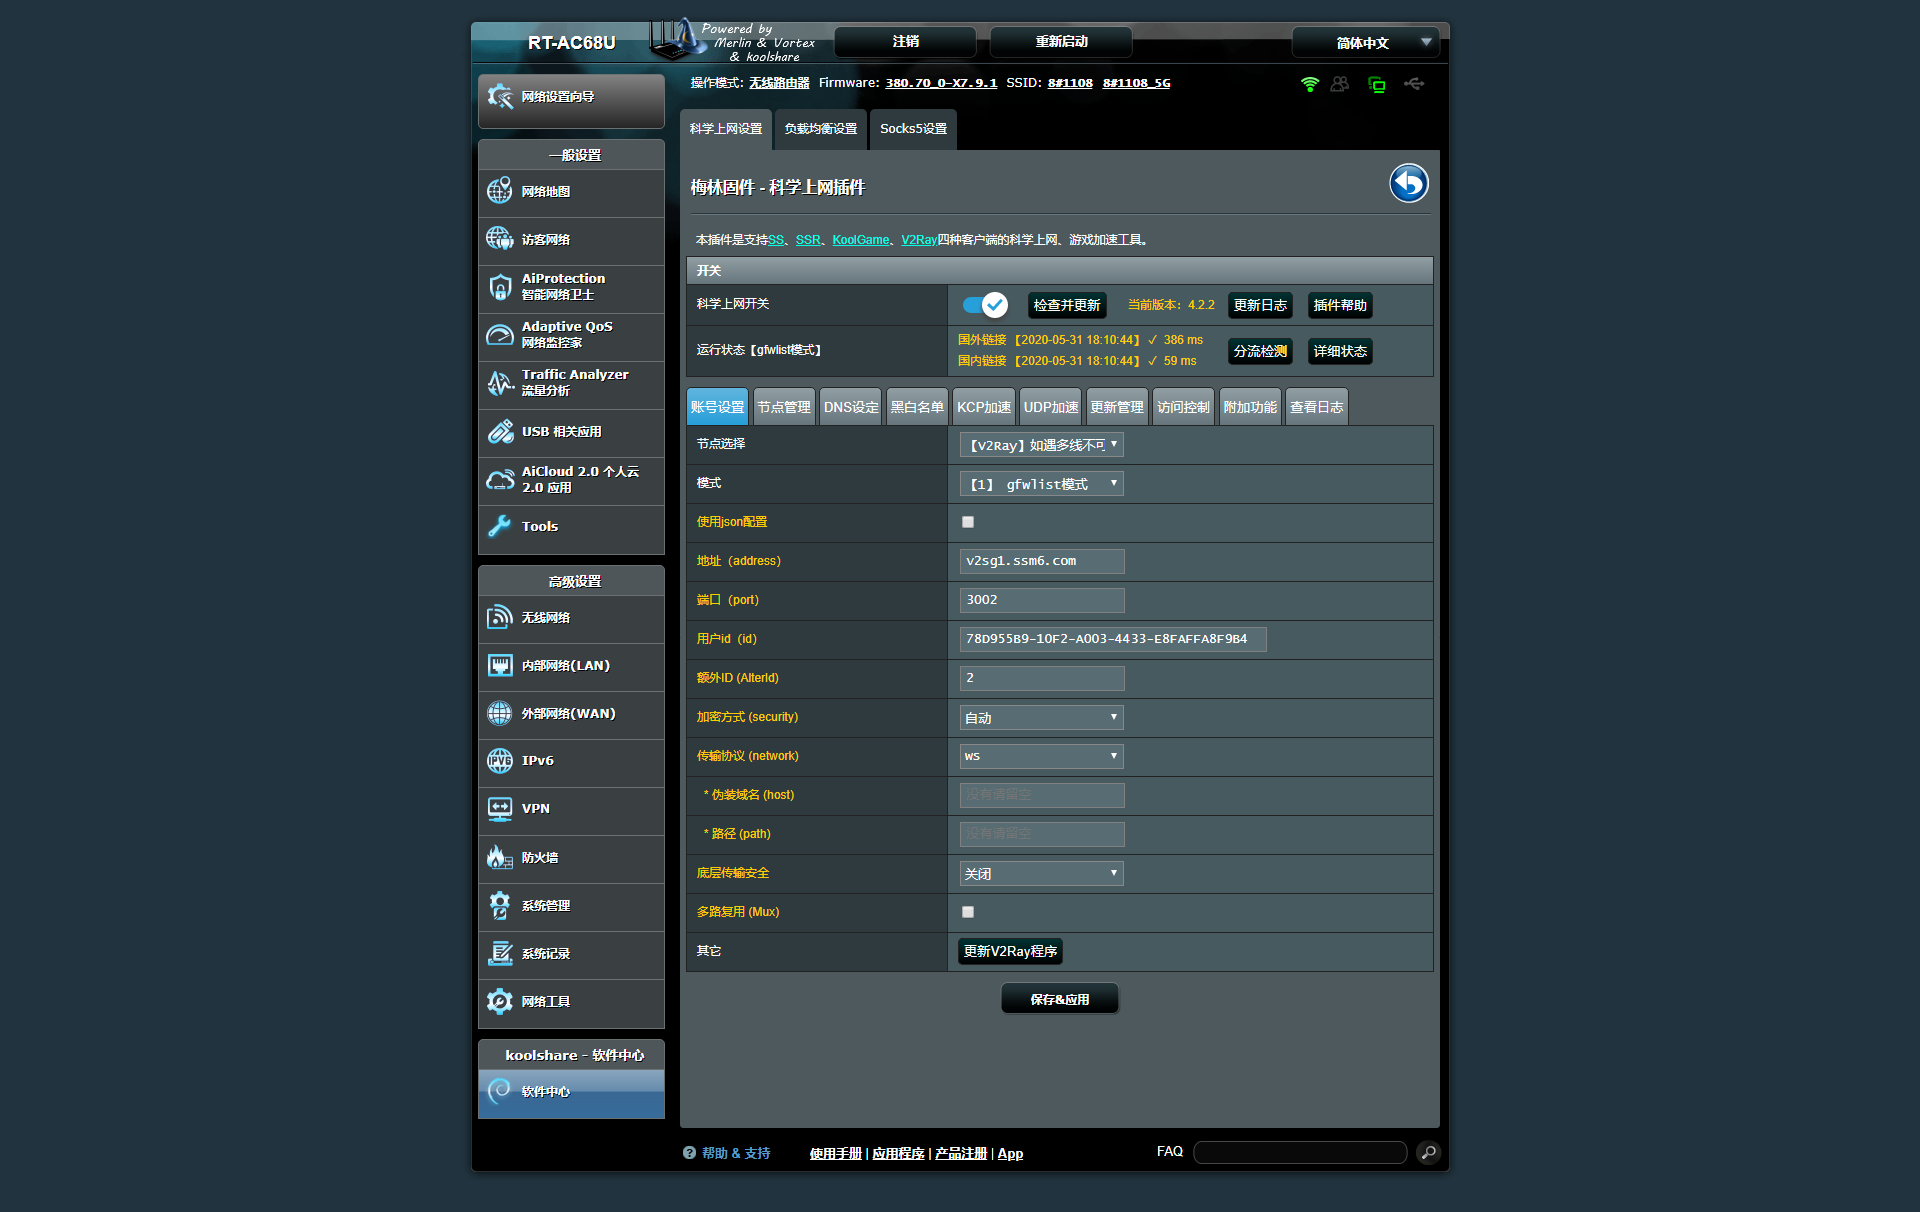 RT-AC68U
Powered by
Merlin & Vortex
& koolshare
注销
重新启动
简体中文
操作模式: 无线路由器 Firmware: 380.70_0-X7.9.1 SSID: 8#1108 8#1108_5G
网络设置向导
一般设置
网络地图
访客网络
AiProtection
智能网络卫士
Adaptive QoS
网络监控家
Traffic Analyzer
流量分析
USB 相关应用
AiCloud 2.0 个人云
2.0 应用
Tools
高级设置
无线网络
内部网络(LAN)
外部网络(WAN)
IPv6
VPN
防火墙
系统管理
系统记录
网络工具
koolshare - 软件中心
软件中心
科学上网设置
负载均衡设置
Socks5设置
梅林固件 - 科学上网插件
本插件是支持SS、SSR、KoolGame、V2Ray四种客户端的科学上网、游戏加速工具。
开关
科学上网开关
检查并更新
当前版本：4.2.2
更新日志
插件帮助
运行状态【gfwlist模式】
国外链接 【2020-05-31 18:10:44】 ✓ 386 ms
国内链接 【2020-05-31 18:10:44】 ✓ 59 ms
分流检测
详细状态
账号设置
节点管理
DNS设定
黑白名单
KCP加速
UDP加速
更新管理
访问控制
附加功能
查看日志
节点选择
【V2Ray】如遇多线不可
模式
【1】 gfwlist模式
使用json配置
地址（address）
v2sg1.ssm6.com
端口（port）
3002
用户id（id）
78D955B9-10F2-A003-4433-E8FAFFA8F9B4
额外ID (AlterId)
2
加密方式 (security)
自动
传输协议 (network)
ws
* 伪装域名 (host)
没有请留空
* 路径 (path)
没有请留空
底层传输安全
关闭
多路复用 (Mux)
其它
更新V2Ray程序
保存&应用
帮助 & 支持
使用手册 | 应用程序 | 产品注册 | App
FAQ